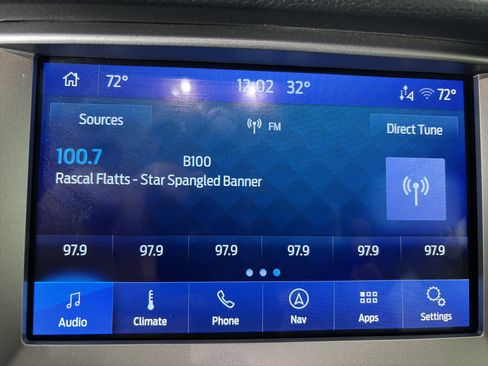 72° 12:02 32° 72°
Sources FM Direct Tune
100.7 B100
Rascal Flatts - Star Spangled Banner
97.9 97.9 97.9 97.9 97.9 97.9
Audio Climate Phone Nav Apps Settings